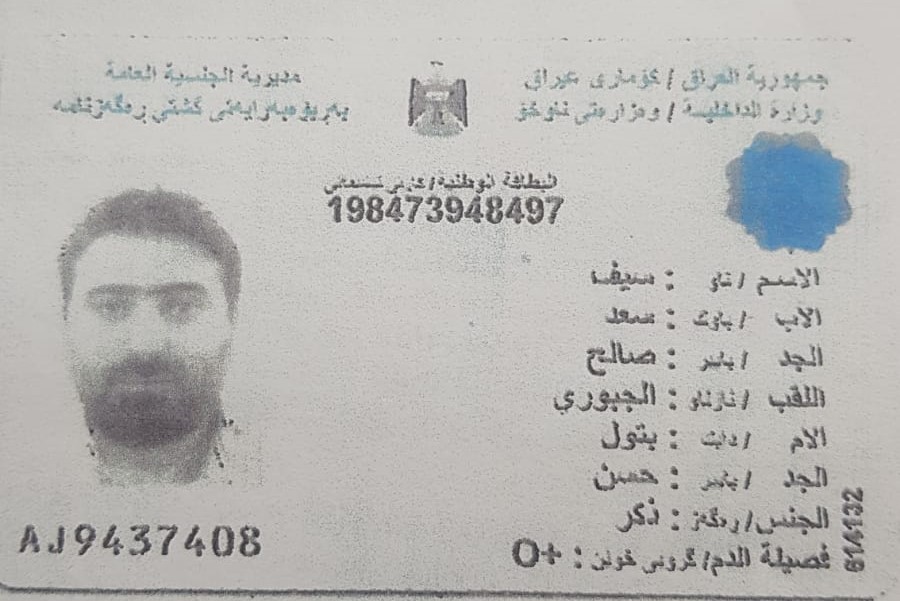 جمهورية العراق / كۆماری عێراق
وزارة الداخلية / وەزارەتی ناوخۆ
مديرية الجنسية العامة
بەڕێوەبەرایەتی گشتی ڕەگەزنامە
البطاقة الوطنية / كارتی نیشتمانی
198473948497
الاسم / ناو : سيف
الأب / باوك : سعد
الجد / باپیر : صالح
اللقب / نازناو : الجبوري
الام / دایك : بتول
الجد / باپیر : حسن
الجنس / ڕەگەز : ذكر
فصيلة الدم / گروپی خوێن : O+
614132
AJ9437408